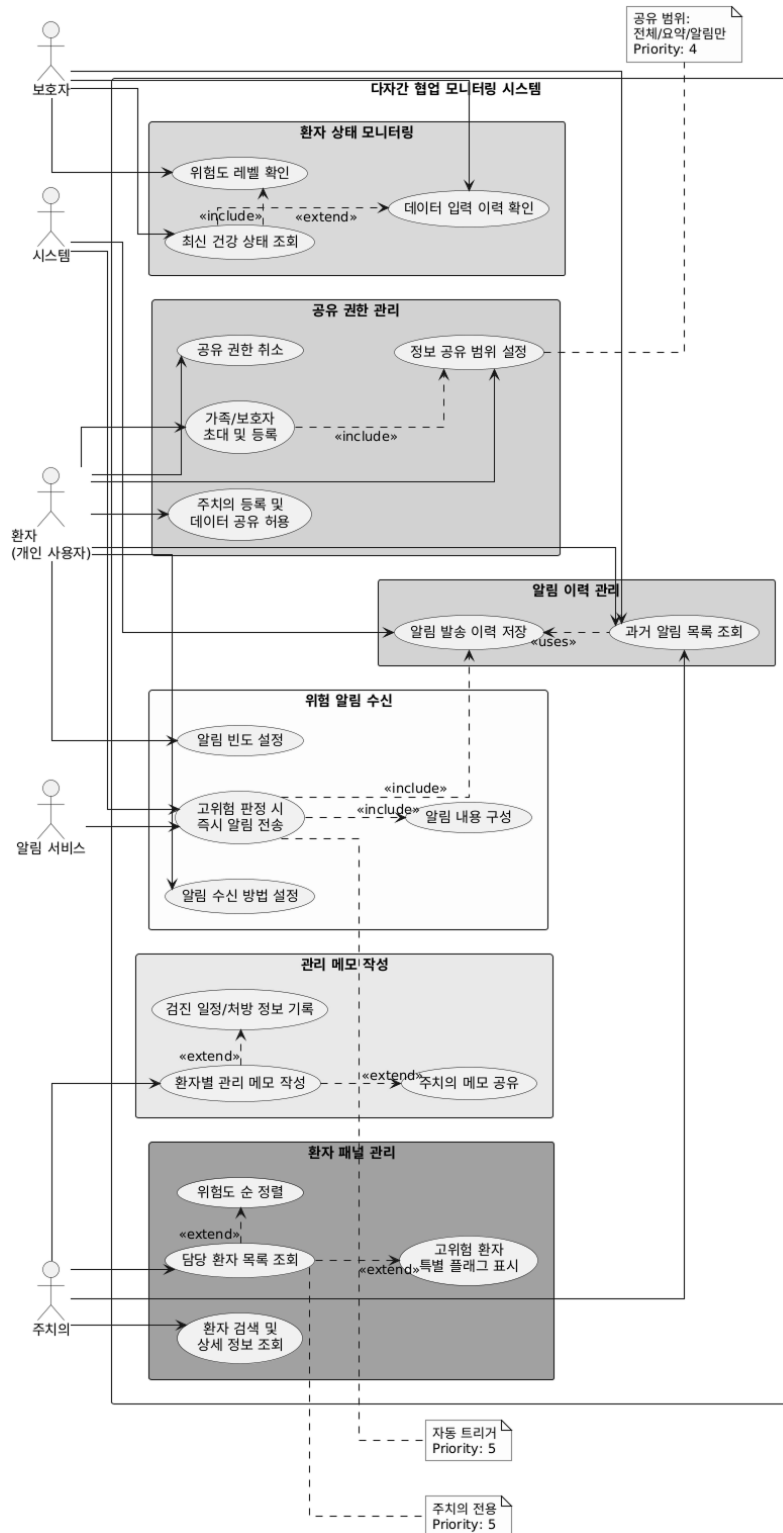 공유 범위:
전체/요약/알림만
Priority: 4
보호자
다자간 협업 모니터링 시스템
환자 상태 모니터링
위험도 레벨 확인
데이터 입력 이력 확인
«include»
«extend»
최신 건강 상태 조회
시스템
공유 권한 관리
공유 권한 취소
정보 공유 범위 설정
가족/보호자
초대 및 등록
«include»
주치의 등록 및
데이터 공유 허용
환자
(개인 사용자)
알림 이력 관리
알림 발송 이력 저장
과거 알림 목록 조회
«uses»
위험 알림 수신
알림 빈도 설정
«include»
고위험 판정 시
즉시 알림 전송
«include»
알림 내용 구성
알림 서비스
알림 수신 방법 설정
관리 메모 작성
검진 일정/처방 정보 기록
«extend»
환자별 관리 메모 작성
«extend»
주치의 메모 공유
환자 패널 관리
위험도 순 정렬
«extend»
담당 환자 목록 조회
«extend»
고위험 환자
특별 플래그 표시
주치의
환자 검색 및
상세 정보 조회
자동 트리거
Priority: 5
주치의 전용
Priority: 5